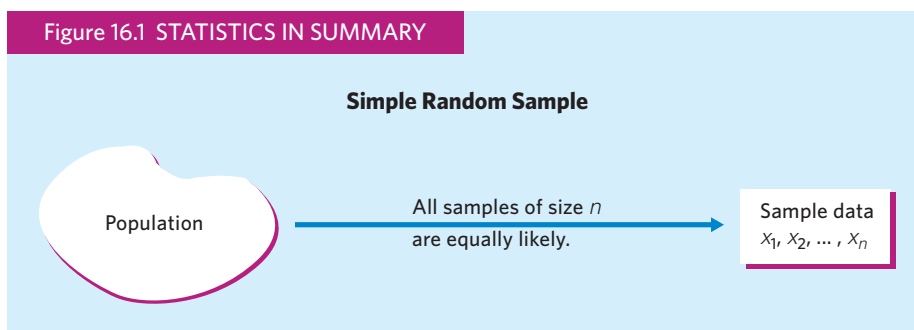 Figure 16.1 STATISTICS IN SUMMARY
Simple Random Sample
Population
All samples of size n
are equally likely.
Sample data
x₁, x₂, ... , xₙ